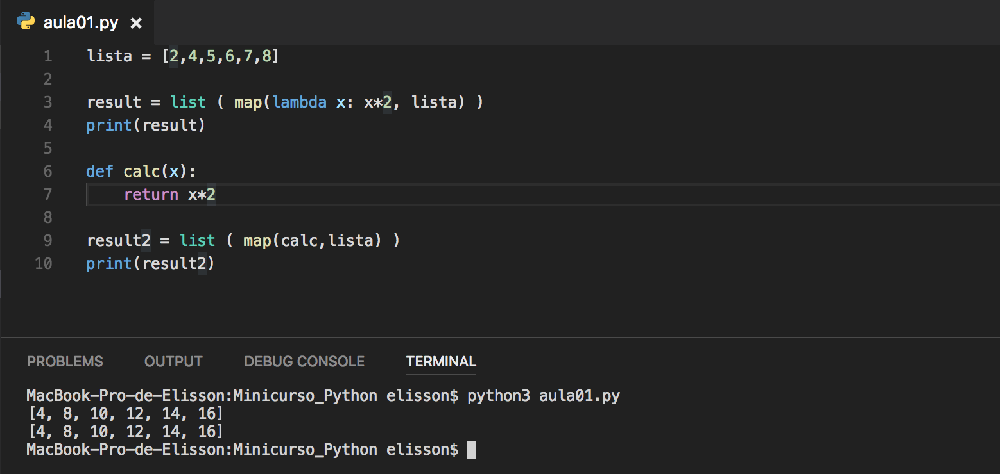 aula01.py ×
1 lista = [2,4,5,6,7,8]
2
3 result = list ( map(lambda x: x*2, lista) )
4 print(result)
5
6 def calc(x):
7     return x*2
8
9 result2 = list ( map(calc,lista) )
10 print(result2)
PROBLEMS OUTPUT DEBUG CONSOLE TERMINAL
MacBook-Pro-de-Elisson:Minicurso_Python elisson$ python3 aula01.py
[4, 8, 10, 12, 14, 16]
[4, 8, 10, 12, 14, 16]
MacBook-Pro-de-Elisson:Minicurso_Python elisson$